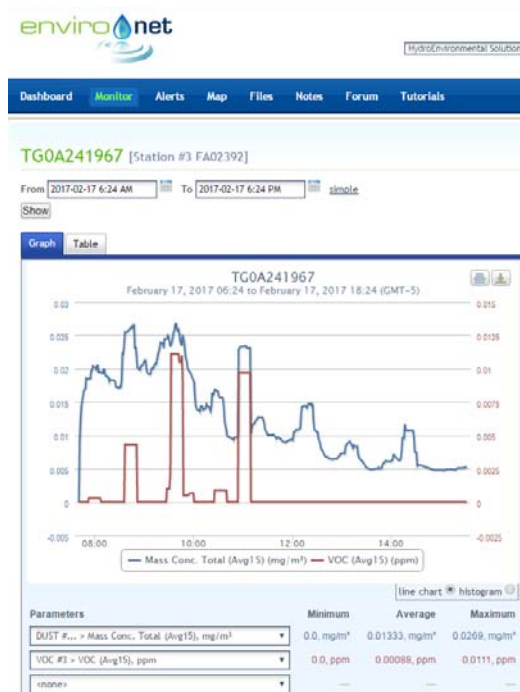 enviro net
HydroEnvironmental Solution
Dashboard Monitor Alerts Map Files Notes Forum Tutorials
TG0A241967 [Station #3 FA02392]
From 2017-02-17 6:24 AM To 2017-02-17 6:24 PM simple
Show
Graph Table
TG0A241967
February 17, 2017 06:24 to February 17, 2017 18:24 (GMT-5)
0.03 0.015
0.025 0.0125
0.02 0.01
0.015 0.0075
0.01 0.005
0.005 0.0025
0 0
-0.005 -0.0025
08:00 10:00 12:00 14:00
Mass Conc. Total (Avg15) (mg/m³) VOC (Avg15) (ppm)
line chart histogram
Parameters Minimum Average Maximum
DUST #... > Mass Conc. Total (Avg15), mg/m³ 0.0, mg/m³ 0.01333, mg/m³ 0.0269, mg/m³
VOC #3 > VOC (Avg15), ppm 0.0, ppm 0.00088, ppm 0.0111, ppm
<none> — — —